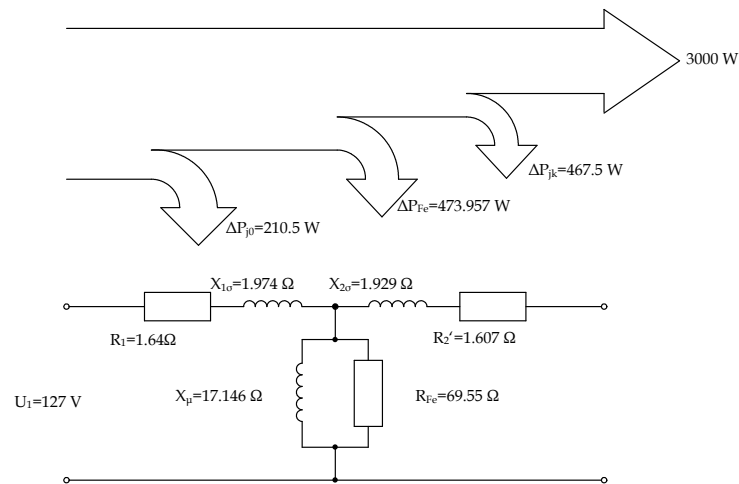 3000 W
ΔPjk=467.5 W
ΔPFe=473.957 W
ΔPj0=210.5 W
X1σ=1.974 Ω
X2σ=1.929 Ω
R1=1.64Ω
R2‘=1.607 Ω
Xμ=17.146 Ω
RFe=69.55 Ω
U1=127 V